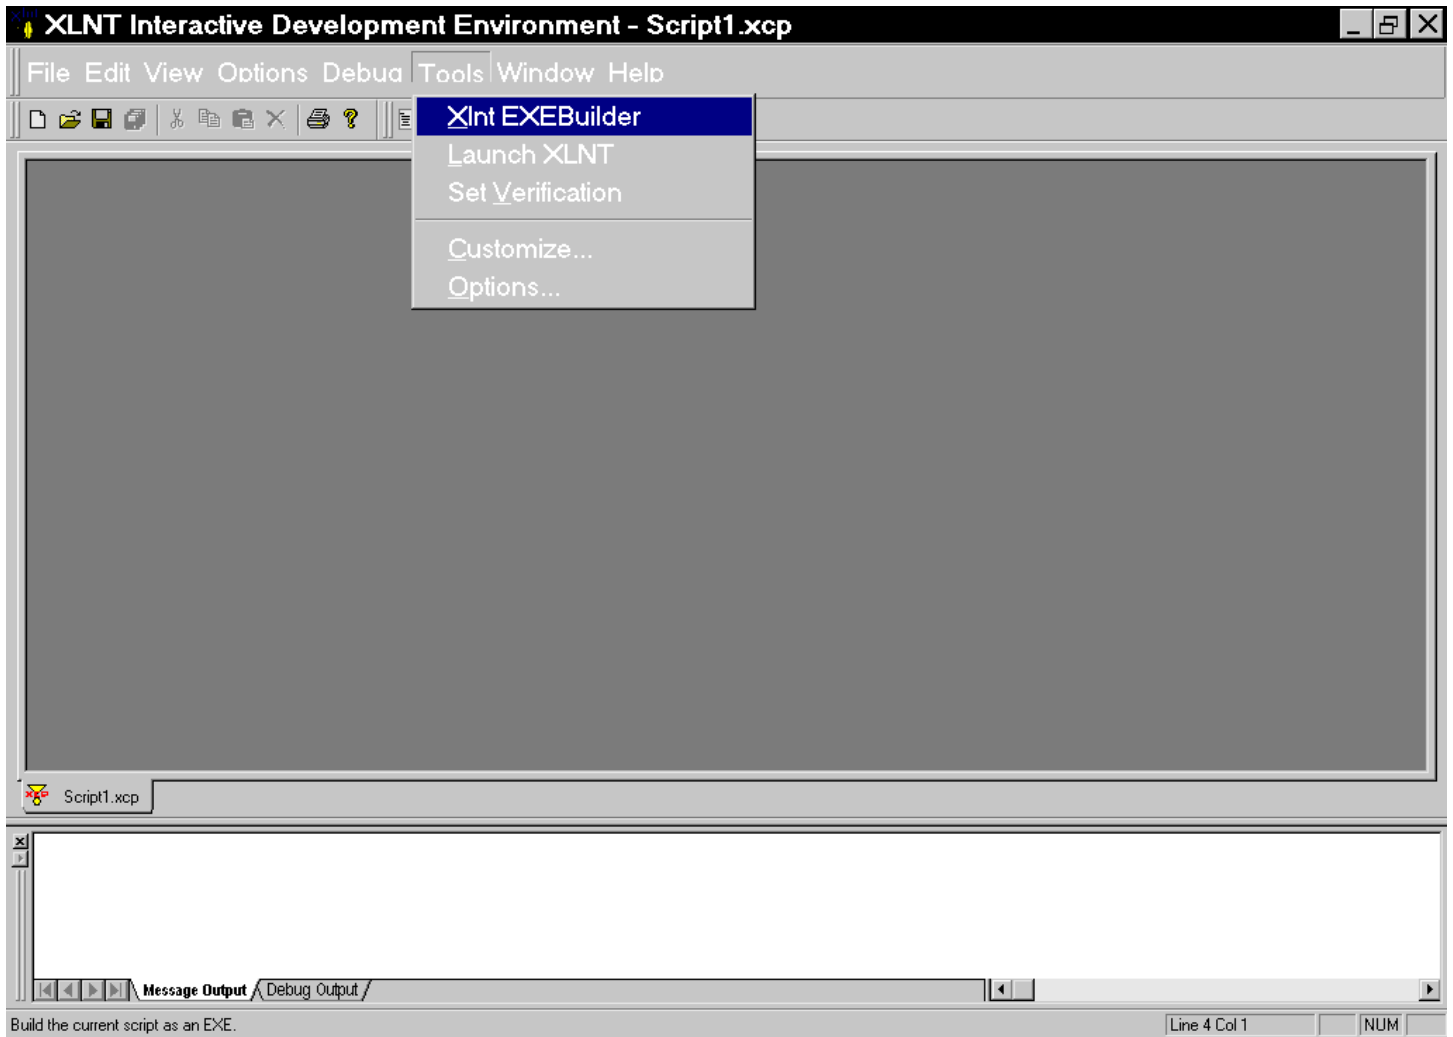 XLNT Interactive Development Environment - Script1.xcp
File Edit View Options Debug Tools Window Help
Xlnt EXEBuilder
Launch XLNT
Set Verification
Customize...
Options...
Script1.xcp
Message Output Debug Output
Build the current script as an EXE. Line 4 Col 1 NUM